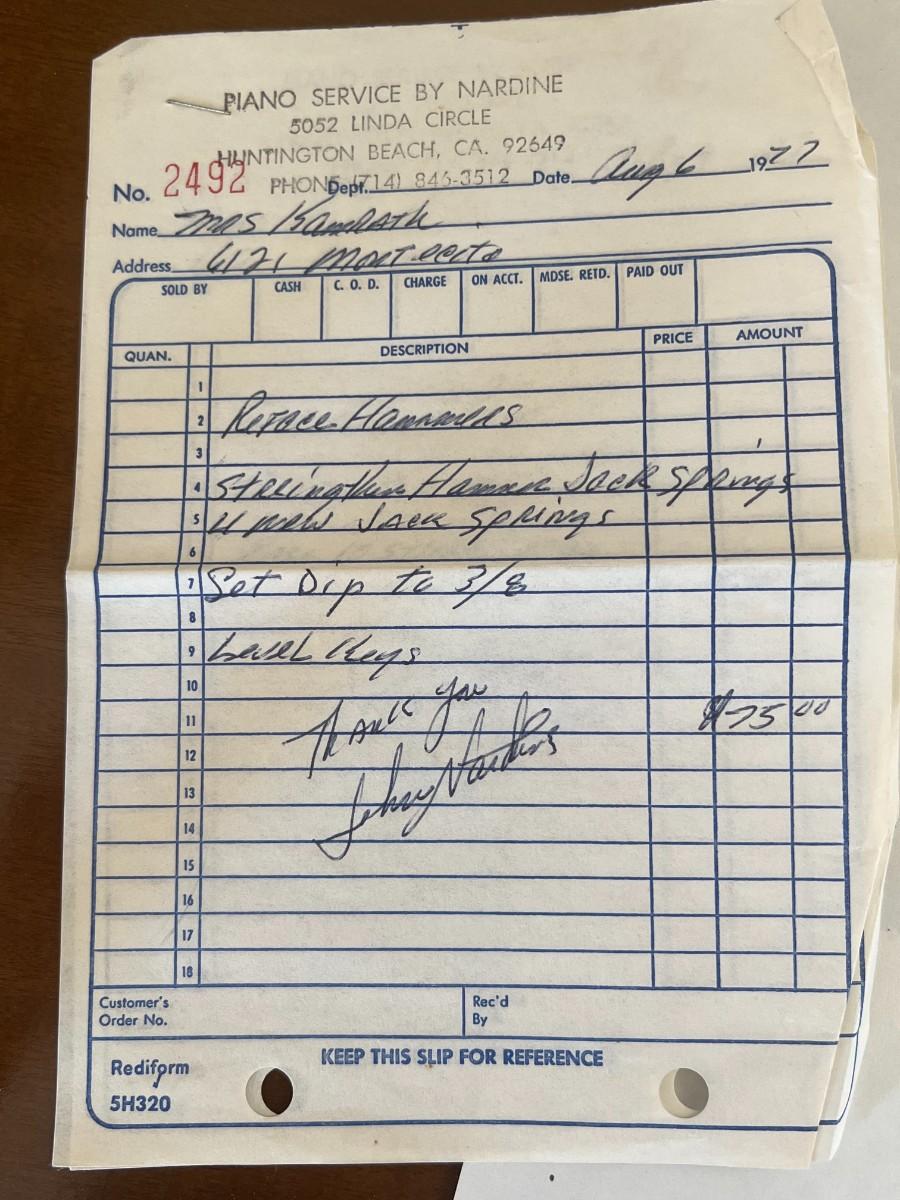 PIANO SERVICE BY NARDINE
5052 LINDA CIRCLE
HUNTINGTON BEACH, CA. 92649
PHONE (714) 846-3512
No. 2492 Dept. Date Aug 6 1977
Name Mrs Kamrath
Address 6121 Montecito
SOLD BY CASH C. O. D. CHARGE ON ACCT. MDSE. RETD. PAID OUT
QUAN. DESCRIPTION PRICE AMOUNT
1
2 Reface Hammers
3
4 Hammer Jack Springs
5 new Jack Springs
6
7 Set Dip to 3/8
8
9 Level Keys
10
Thank you
11 $75 00
12
13
14
15
16
17
18
Customer's Order No. Rec'd By
KEEP THIS SLIP FOR REFERENCE
Rediform
5H320